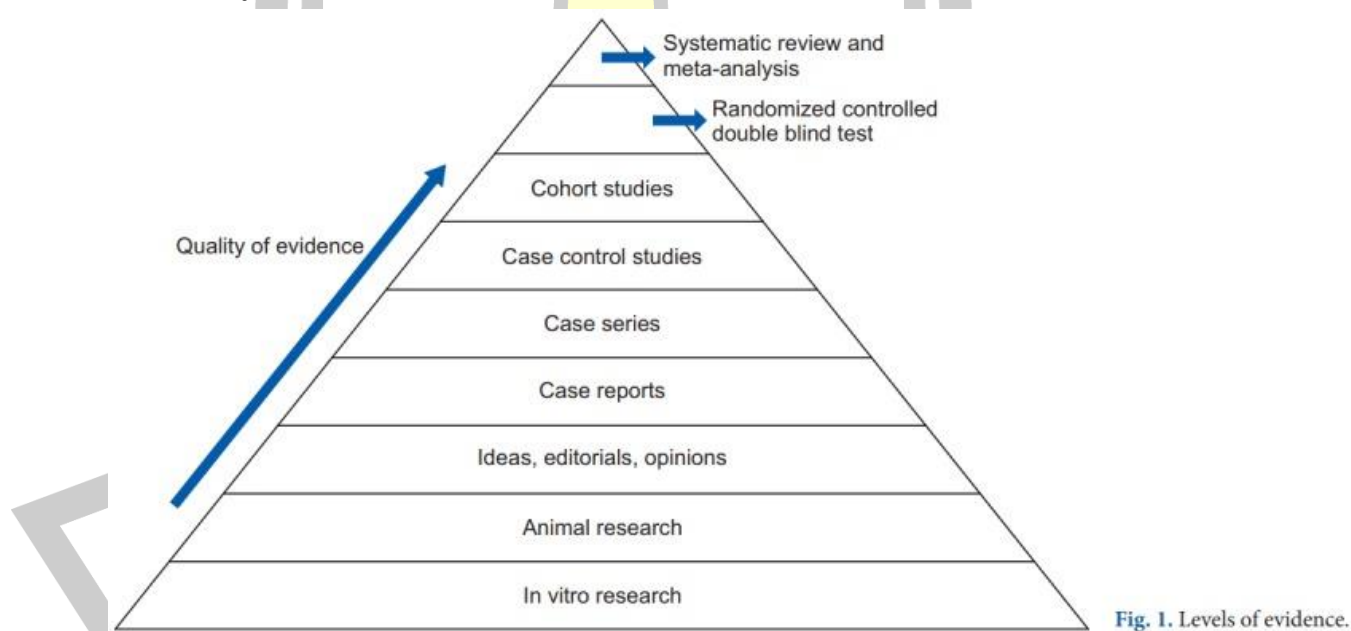 Systematic review and
meta-analysis
Randomized controlled
double blind test
Cohort studies
Quality of evidence
Case control studies
Case series
Case reports
Ideas, editorials, opinions
Animal research
In vitro research
Fig. 1. Levels of evidence.